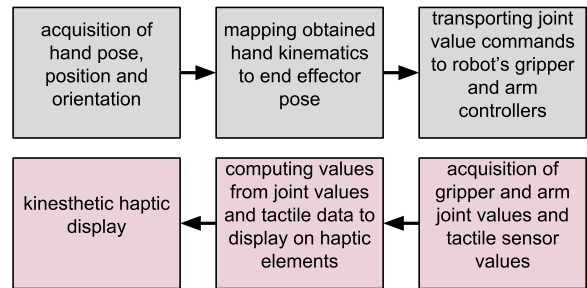 acquisition of
hand pose,
position and
orientation
mapping obtained
hand kinematics
to end effector
pose
transporting joint
value commands
to robot's gripper
and arm
controllers
kinesthetic haptic
display
computing values
from joint values
and tactile data to
display on haptic
elements
acquisition of
gripper and arm
joint values and
tactile sensor
values